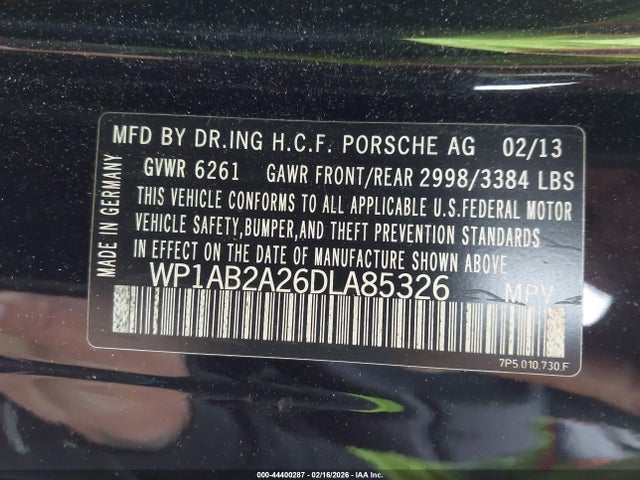 MFD BY DR.ING H.C.F. PORSCHE AG 02/13
GVWR 6261 GAWR FRONT/REAR 2998/3384 LBS
THIS VEHICLE CONFORMS TO ALL APPLICABLE U.S.FEDERAL MOTOR
VEHICLE SAFETY,BUMPER,AND THEFT PREVENTION STANDARDS
IN EFFECT ON THE DATE OF MANUFACTURE SHOWN ABOVE
WP1AB2A26DLA85326 MPV
7P5.010.730.F
MADE IN GERMANY
000-44400287 - 02/16/2026 - IAA Inc.